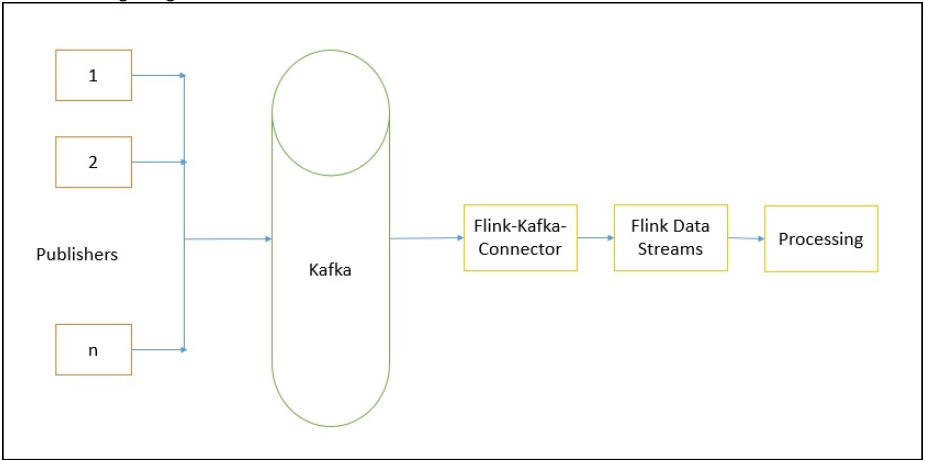 1
2
Publishers
n
Kafka
Flink-Kafka-
Connector
Flink Data
Streams
Processing